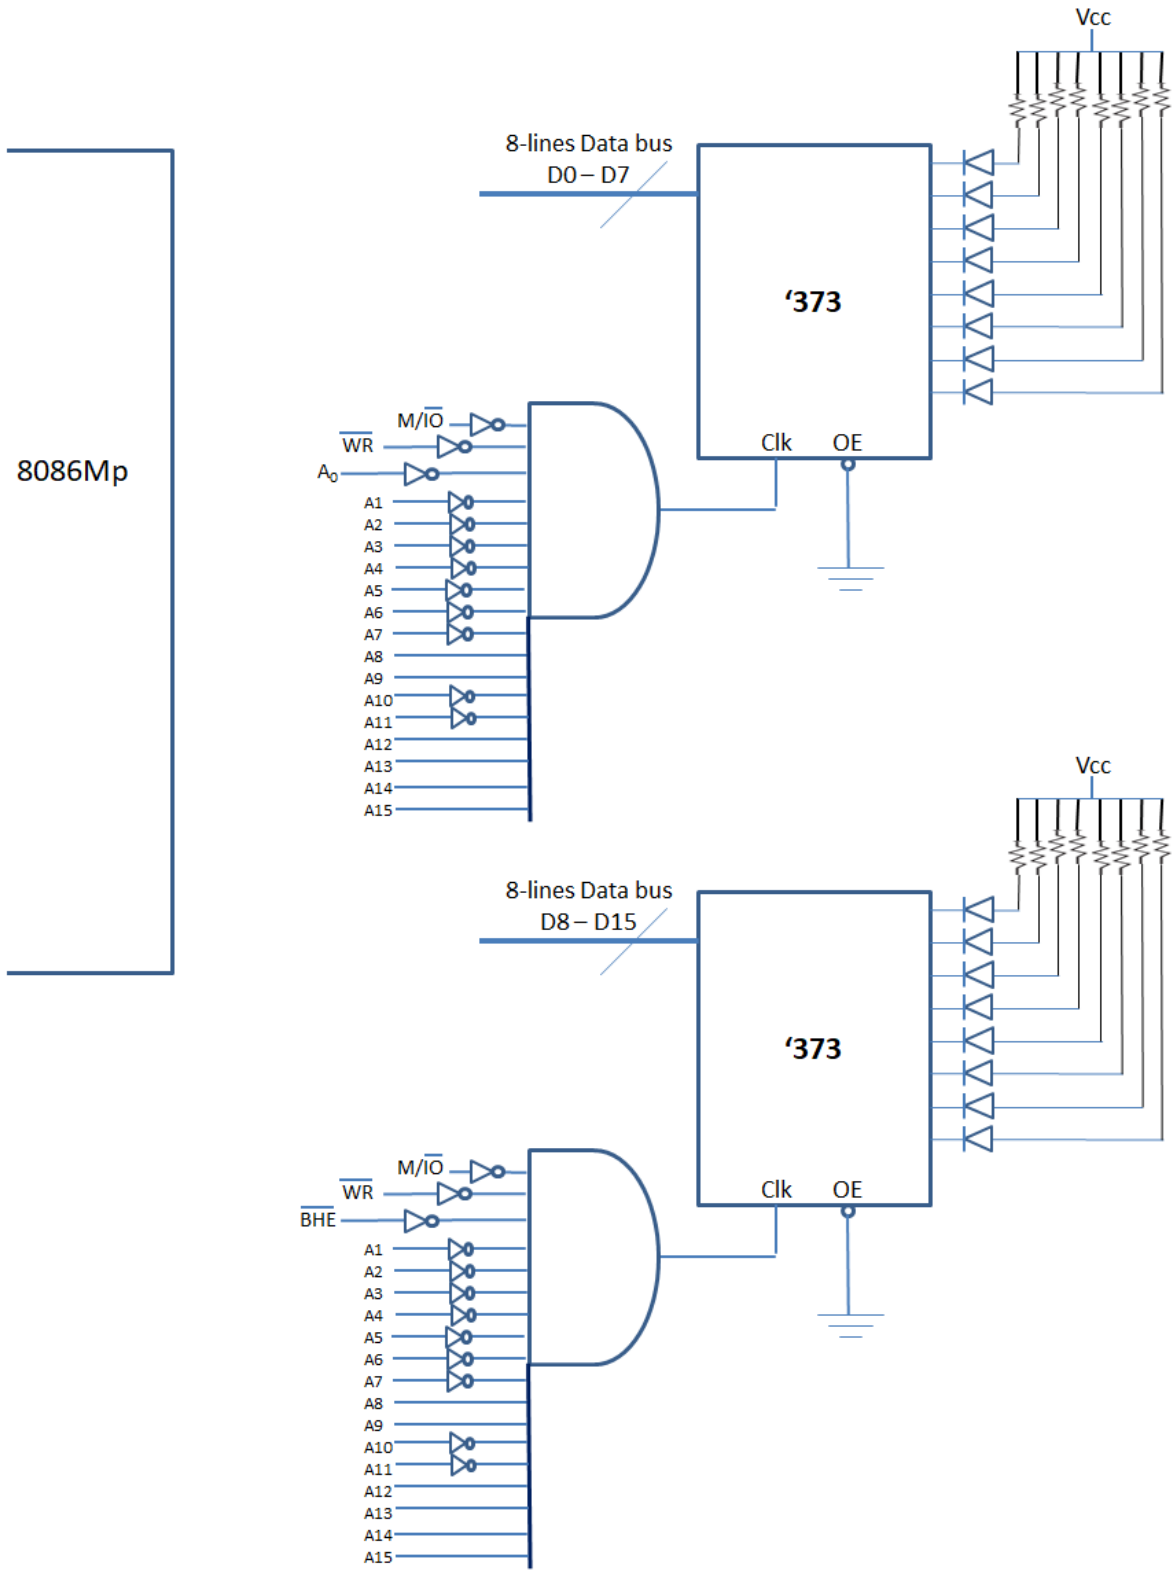 Vcc
8-lines Data bus
D0 – D7
‘373
Clk OE
8086Mp
M/IO
WR
A0
A1
A2
A3
A4
A5
A6
A7
A8
A9
A10
A11
A12
A13
A14
A15
Vcc
8-lines Data bus
D8 – D15
‘373
Clk OE
M/IO
WR
BHE
A1
A2
A3
A4
A5
A6
A7
A8
A9
A10
A11
A12
A13
A14
A15